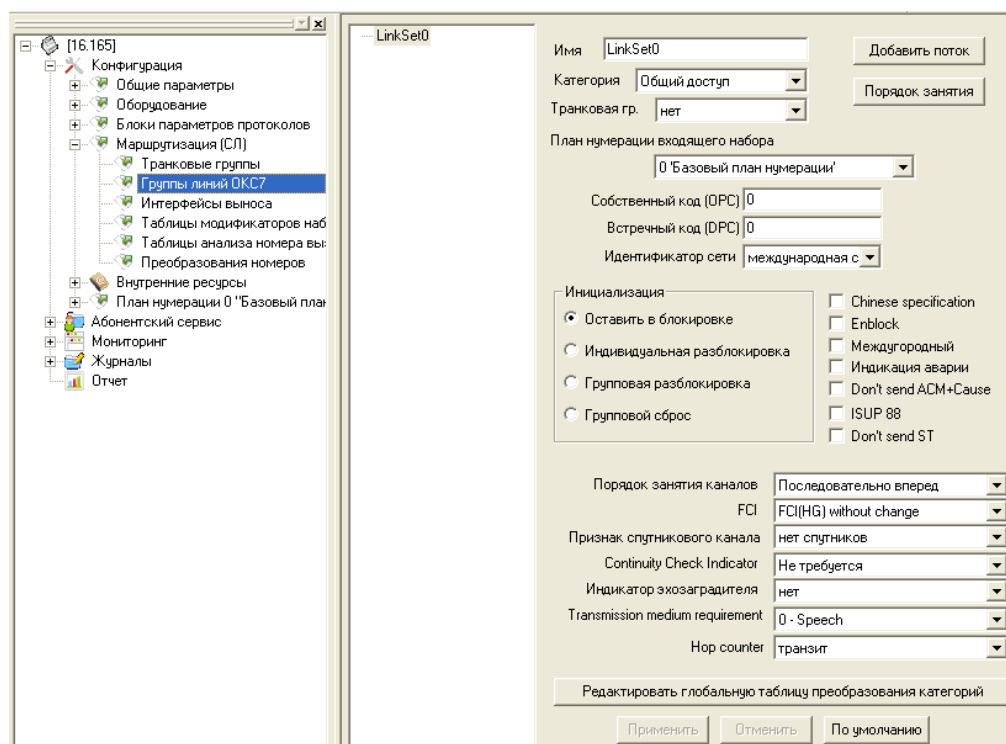 [16.165]
Конфигурация
Общие параметры
Оборудование
Блоки параметров протоколов
Маршрутизация (СЛ)
Транковые группы
Группы линий ОКС7
Интерфейсы выноса
Таблицы модификаторов наб
Таблицы анализа номера вы
Преобразования номеров
Внутренние ресурсы
План нумерации 0 "Базовый план
Абонентский сервис
Мониторинг
Журналы
Отчет
LinkSet0
Имя LinkSet0 Добавить поток
Категория Общий доступ Порядок занятия
Транковая гр. нет
План нумерации входящего набора
0 'Базовый план нумерации'
Собственный код (OPC) 0
Встречный код (DPC) 0
Идентификатор сети международная с
Инициализация
Оставить в блокировке
Индивидуальная разблокировка
Групповая разблокировка
Групповой сброс
Chinese specification
Enblock
Междугородный
Индикация аварии
Don't send ACM+Cause
ISUP 88
Don't send ST
Порядок занятия каналов Последовательно вперед
FCI FCI(HG) without change
Признак спутникового канала нет спутников
Continuity Check Indicator Не требуется
Индикатор эхозаградителя нет
Transmission medium requirement 0 - Speech
Hop counter транзит
Редактировать глобальную таблицу преобразования категорий
Применить Отменить По умолчанию